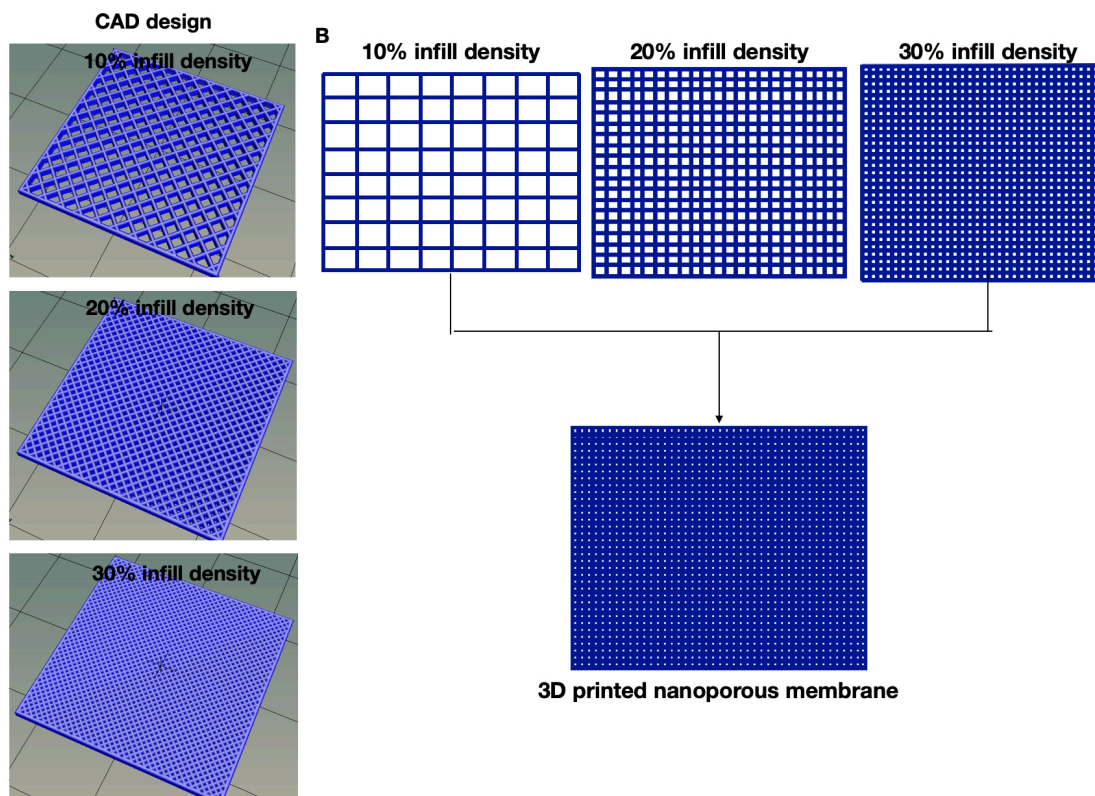 CAD design
10% infill density
20% infill density
30% infill density
B
10% infill density
20% infill density
30% infill density
3D printed nanoporous membrane